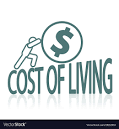 $
COST OF LIVING
VectorStock